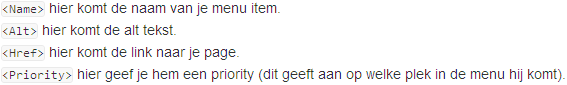 <Name> hier komt de naam van je menu item.
<Alt> hier komt de alt tekst.
<Href> hier komt de link naar je page.
<Priority> hier geef je hem een priority (dit geeft aan op welke plek in de menu hij komt).